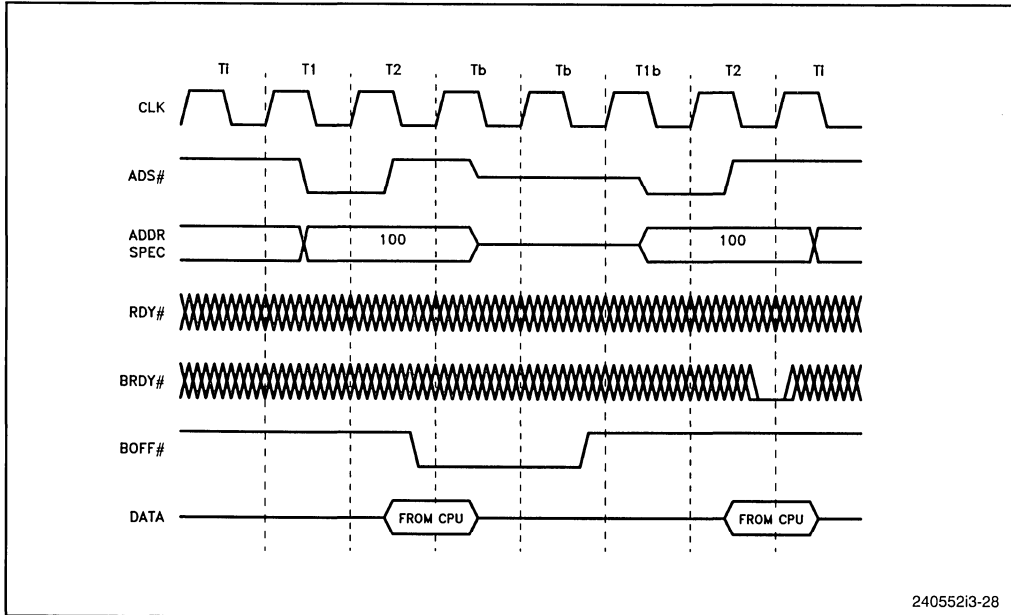 Ti T1 T2 Tb Tb T1b T2 Ti
CLK
ADS#
ADDR
SPEC
100 100
RDY#
BRDY#
BOFF#
DATA
FROM CPU FROM CPU
240552i3-28